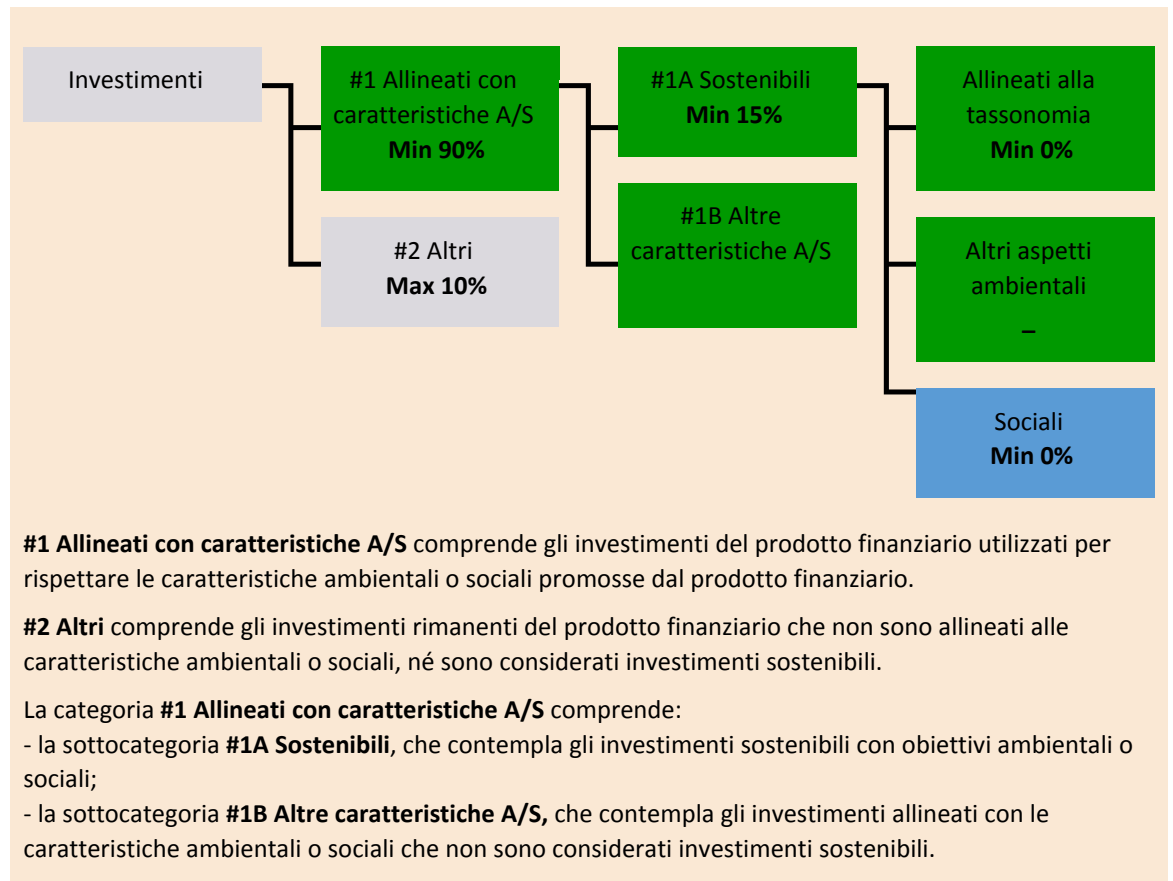 Investimenti
#1 Allineati con
caratteristiche A/S
Min 90%
#2 Altri
Max 10%
#1A Sostenibili
Min 15%
#1B Altre
caratteristiche A/S
Allineati alla
tassonomia
Min 0%
Altri aspetti
ambientali
–
Sociali
Min 0%
#1 Allineati con caratteristiche A/S comprende gli investimenti del prodotto finanziario utilizzati per
rispettare le caratteristiche ambientali o sociali promosse dal prodotto finanziario.
#2 Altri comprende gli investimenti rimanenti del prodotto finanziario che non sono allineati alle
caratteristiche ambientali o sociali, né sono considerati investimenti sostenibili.
La categoria #1 Allineati con caratteristiche A/S comprende:
- la sottocategoria #1A Sostenibili, che contempla gli investimenti sostenibili con obiettivi ambientali o
sociali;
- la sottocategoria #1B Altre caratteristiche A/S, che contempla gli investimenti allineati con le
caratteristiche ambientali o sociali che non sono considerati investimenti sostenibili.